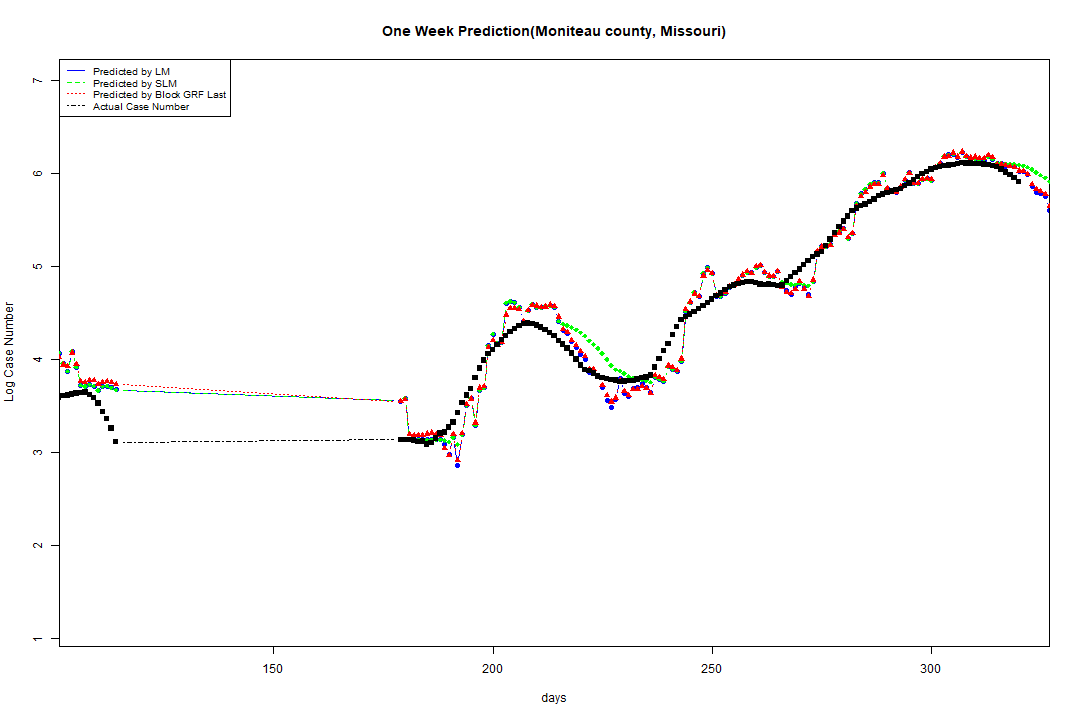 One Week Prediction(Moniteau county, Missouri)
Predicted by LM
Predicted by SLM
Predicted by Block GRF Last
Actual Case Number
7
6
5
4
3
2
1
Log Case Number
150 200 250 300
days